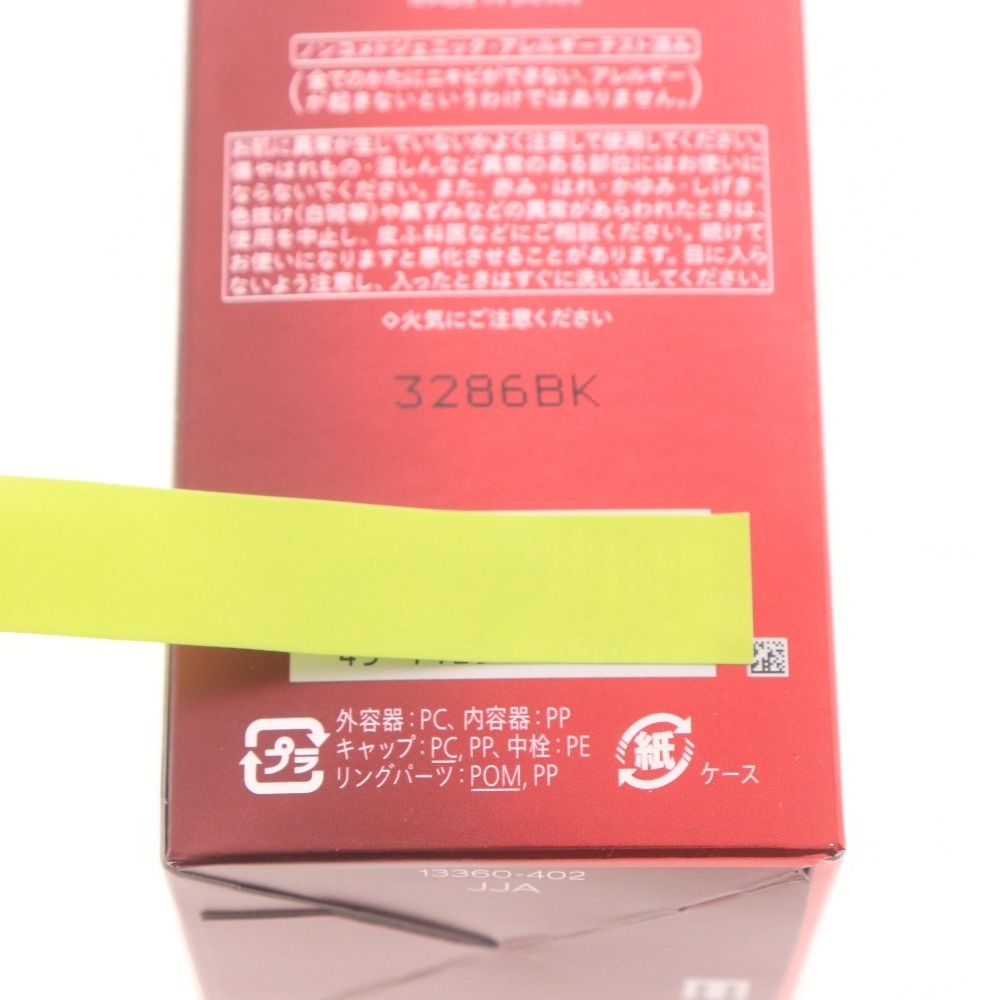 MADE IN JAPAN
ノンコメドジェニック・アレルギーテスト済み
(全てのかたにニキビができない、アレルギー
が起きないというわけではありません。)
お肌に異常が生じていないかよく注意して使用してください。
傷やはれもの・湿しんなど異常のある部位にはお使いに
ならないでください。また、赤み・はれ・かゆみ・しげき・
色抜け(白斑等)や黒ずみなどの異常があらわれたときは、
使用を中止し、皮ふ科医などにご相談ください。続けて
お使いになりますと悪化させることがあります。目に入ら
ないよう注意し、入ったときはすぐに洗い流してください。
◇火気にご注意ください
3286BK
プラ
外容器:PC、内容器:PP
キャップ:PC, PP、中栓:PE
リングパーツ:POM, PP
紙
ケース
13360-402
JJA